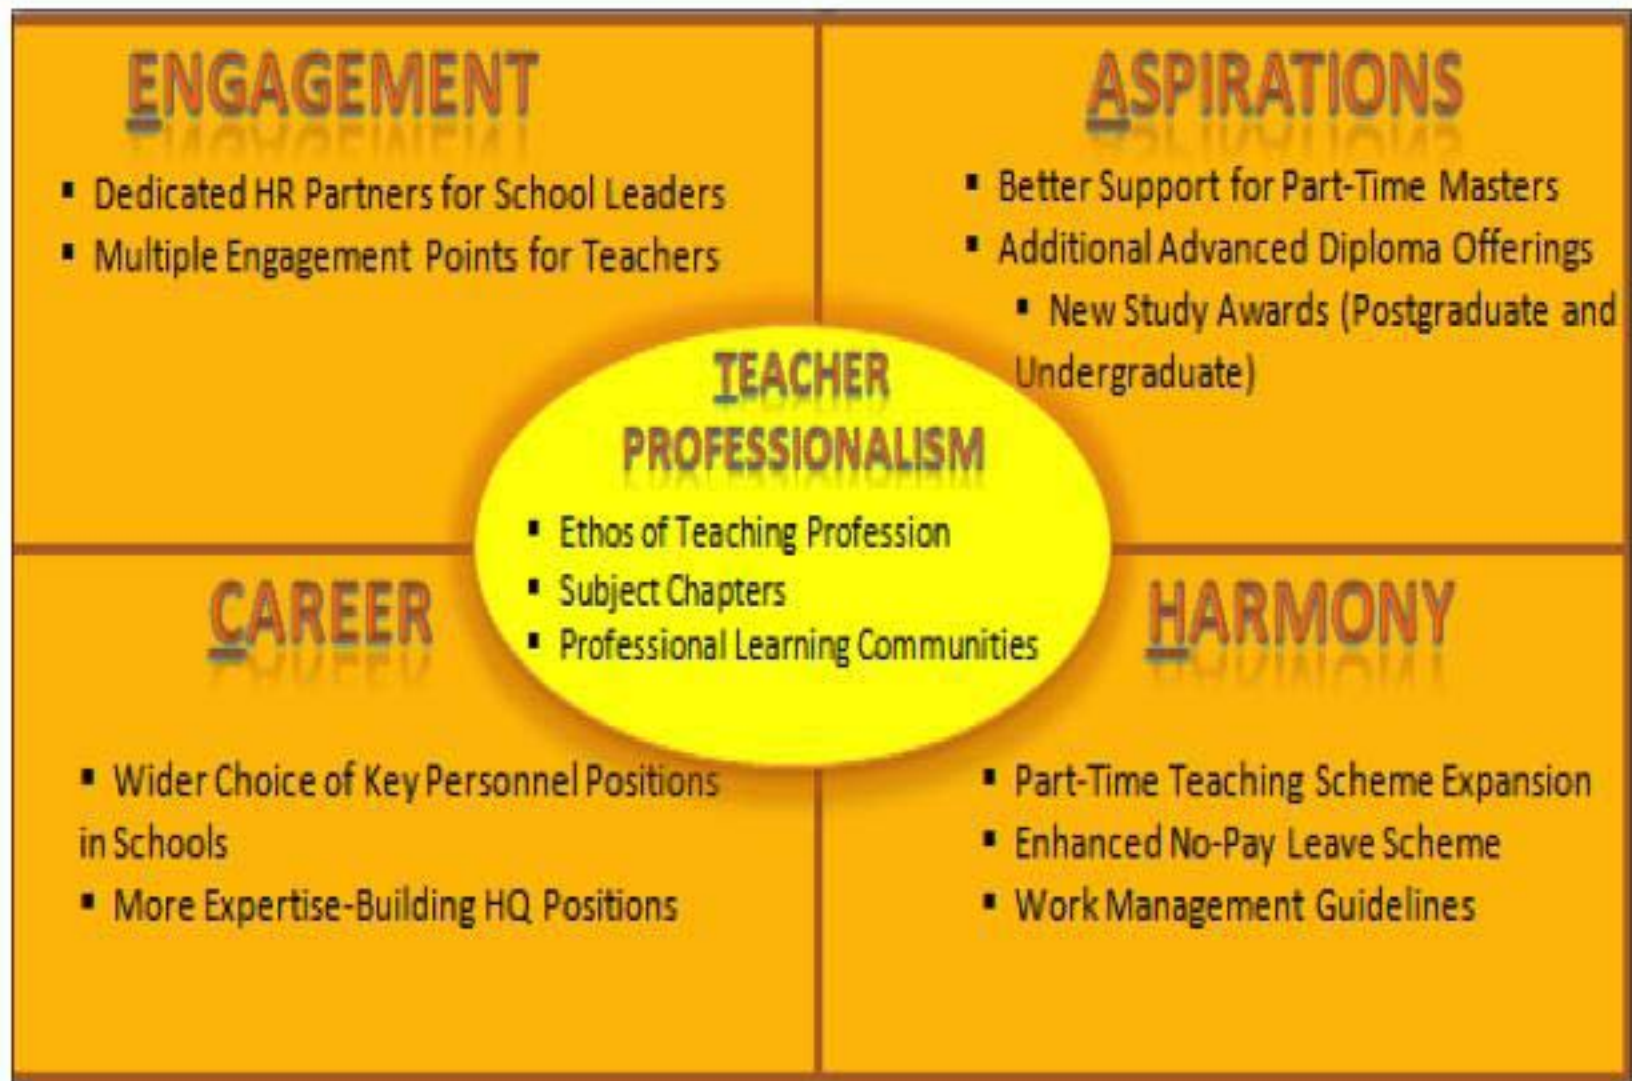 ENGAGEMENT
▪ Dedicated HR Partners for School Leaders
▪ Multiple Engagement Points for Teachers
ASPIRATIONS
▪ Better Support for Part-Time Masters
▪ Additional Advanced Diploma Offerings
▪ New Study Awards (Postgraduate and
Undergraduate)
TEACHER
PROFESSIONALISM
▪ Ethos of Teaching Profession
▪ Subject Chapters
▪ Professional Learning Communities
CAREER
▪ Wider Choice of Key Personnel Positions
in Schools
▪ More Expertise-Building HQ Positions
HARMONY
▪ Part-Time Teaching Scheme Expansion
▪ Enhanced No-Pay Leave Scheme
▪ Work Management Guidelines